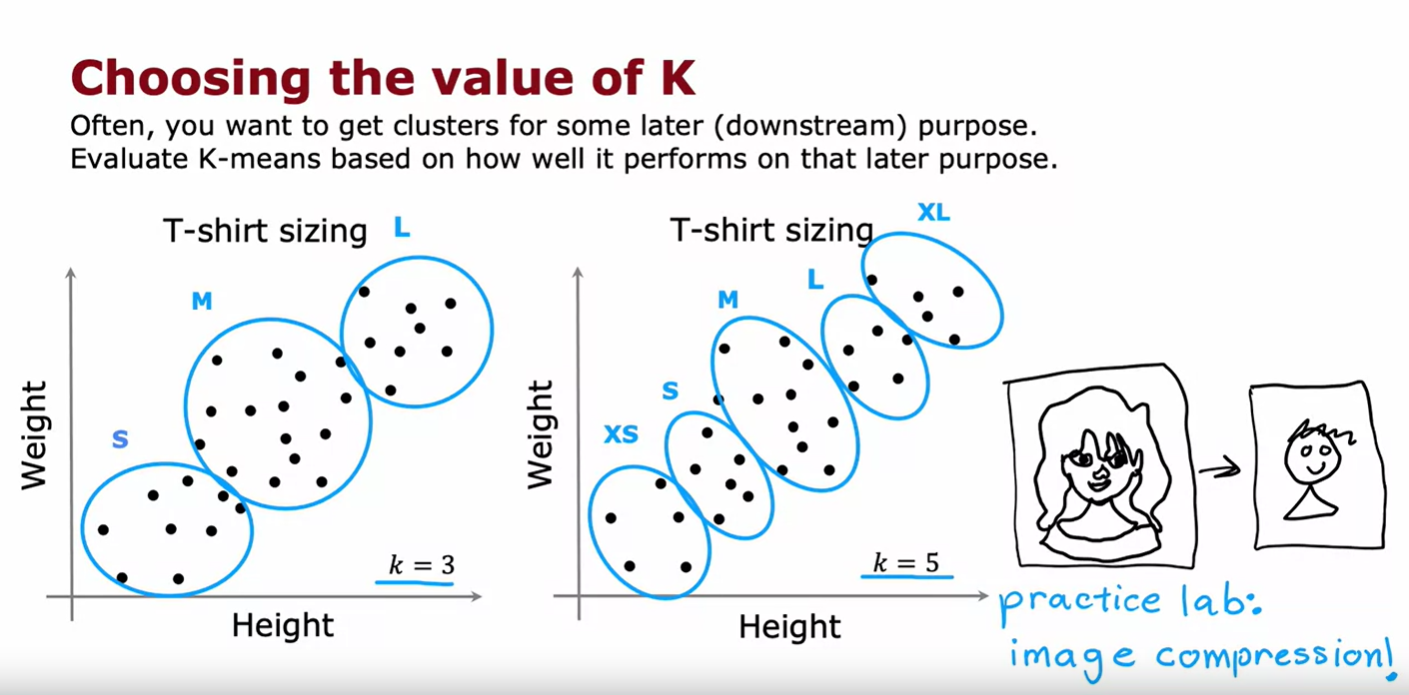 Choosing the value of K
Often, you want to get clusters for some later (downstream) purpose.
Evaluate K-means based on how well it performs on that later purpose.
T-shirt sizing
L
M
S
Weight
k = 3
Height
T-shirt sizing
XL
L
M
S
XS
Weight
k = 5
Height
practice lab:
image compression!